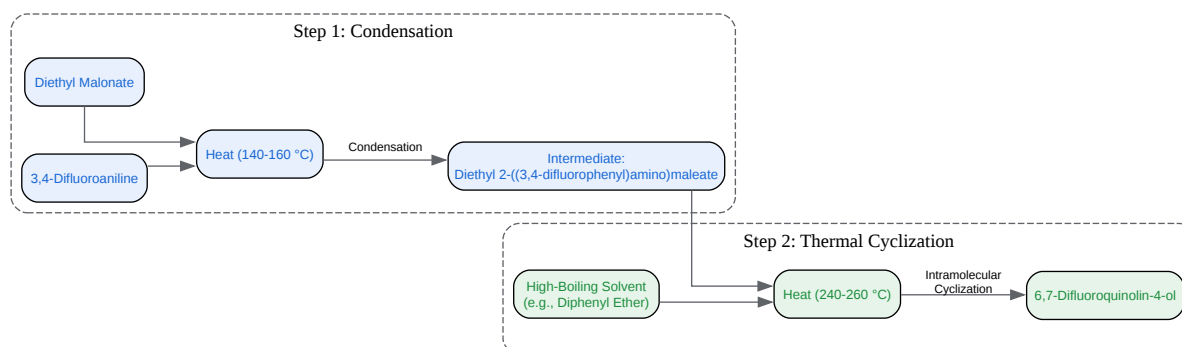 Step 1: Condensation
Diethyl Malonate
3,4-Difluoroaniline
Heat (140-160 °C)
Condensation
Intermediate:
Diethyl 2-((3,4-difluorophenyl)amino)maleate
Step 2: Thermal Cyclization
High-Boiling Solvent
(e.g., Diphenyl Ether)
Heat (240-260 °C)
Intramolecular
Cyclization
6,7-Difluoroquinolin-4-ol